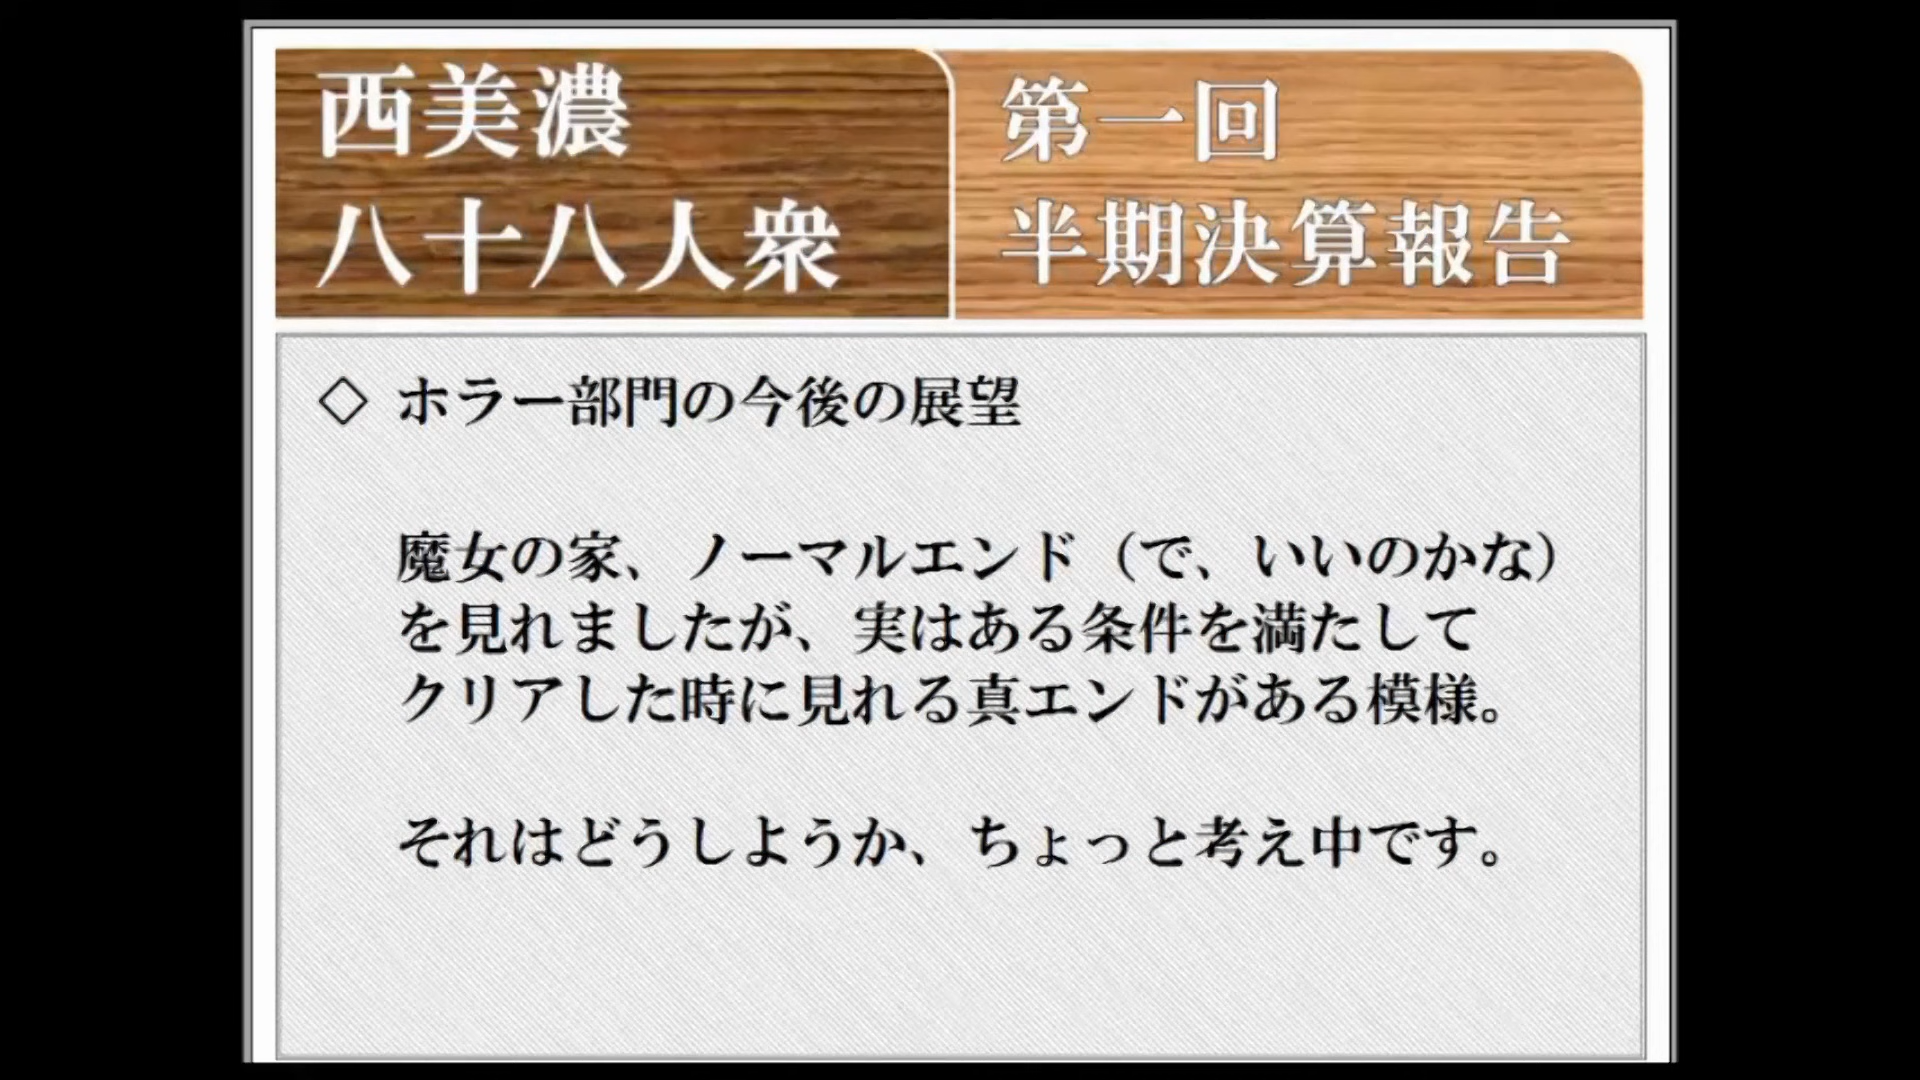 西美濃
八十八人衆
第一回
半期決算報告
◇ ホラー部門の今後の展望
魔女の家、ノーマルエンド（で、いいのかな）
を見れましたが、実はある条件を満たして
クリアした時に見れる真エンドがある模様。
それはどうしようか、ちょっと考え中です。